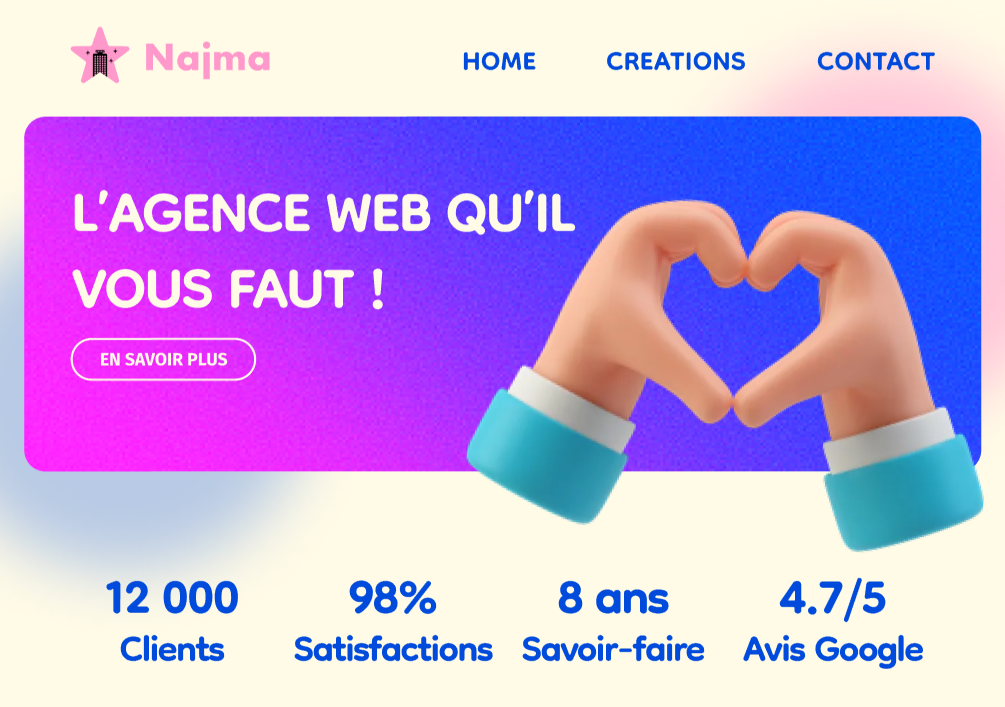 Najma
HOME CREATIONS CONTACT
L'AGENCE WEB QU'IL
VOUS FAUT !
EN SAVOIR PLUS
12 000 98% 8 ans 4.7/5
Clients Satisfactions Savoir-faire Avis Google